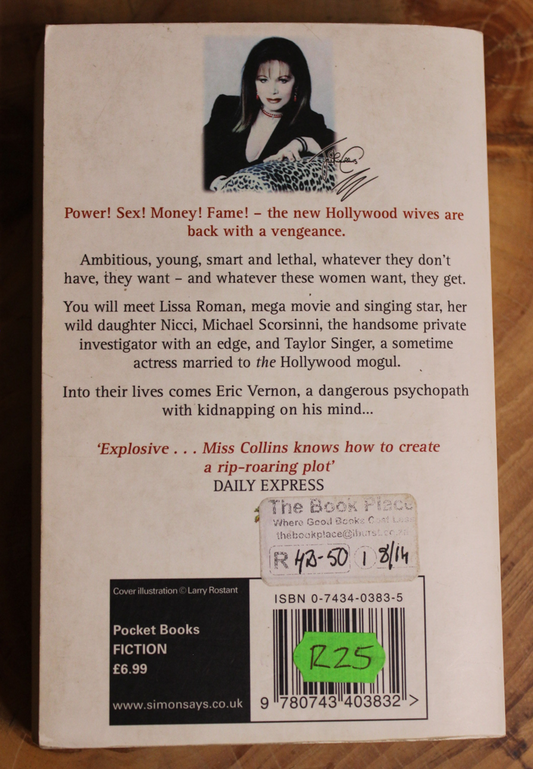 Power! Sex! Money! Fame! – the new Hollywood wives are
back with a vengeance.
Ambitious, young, smart and lethal, whatever they don't
have, they want – and whatever these women want, they get.
You will meet Lissa Roman, mega movie and singing star, her
wild daughter Nicci, Michael Scorsinni, the handsome private
investigator with an edge, and Taylor Singer, a sometime
actress married to the Hollywood mogul.
Into their lives comes Eric Vernon, a dangerous psychopath
with kidnapping on his mind...
'Explosive . . . Miss Collins knows how to create
a rip-roaring plot'
DAILY EXPRESS
The Book Place
Where Good Books Cost Less
R 42-50 i 8/14
Cover illustration © Larry Rostant
Pocket Books
FICTION
£6.99
www.simonsays.co.uk
ISBN 0-7434-0383-5
R25
9 780743 403832 >